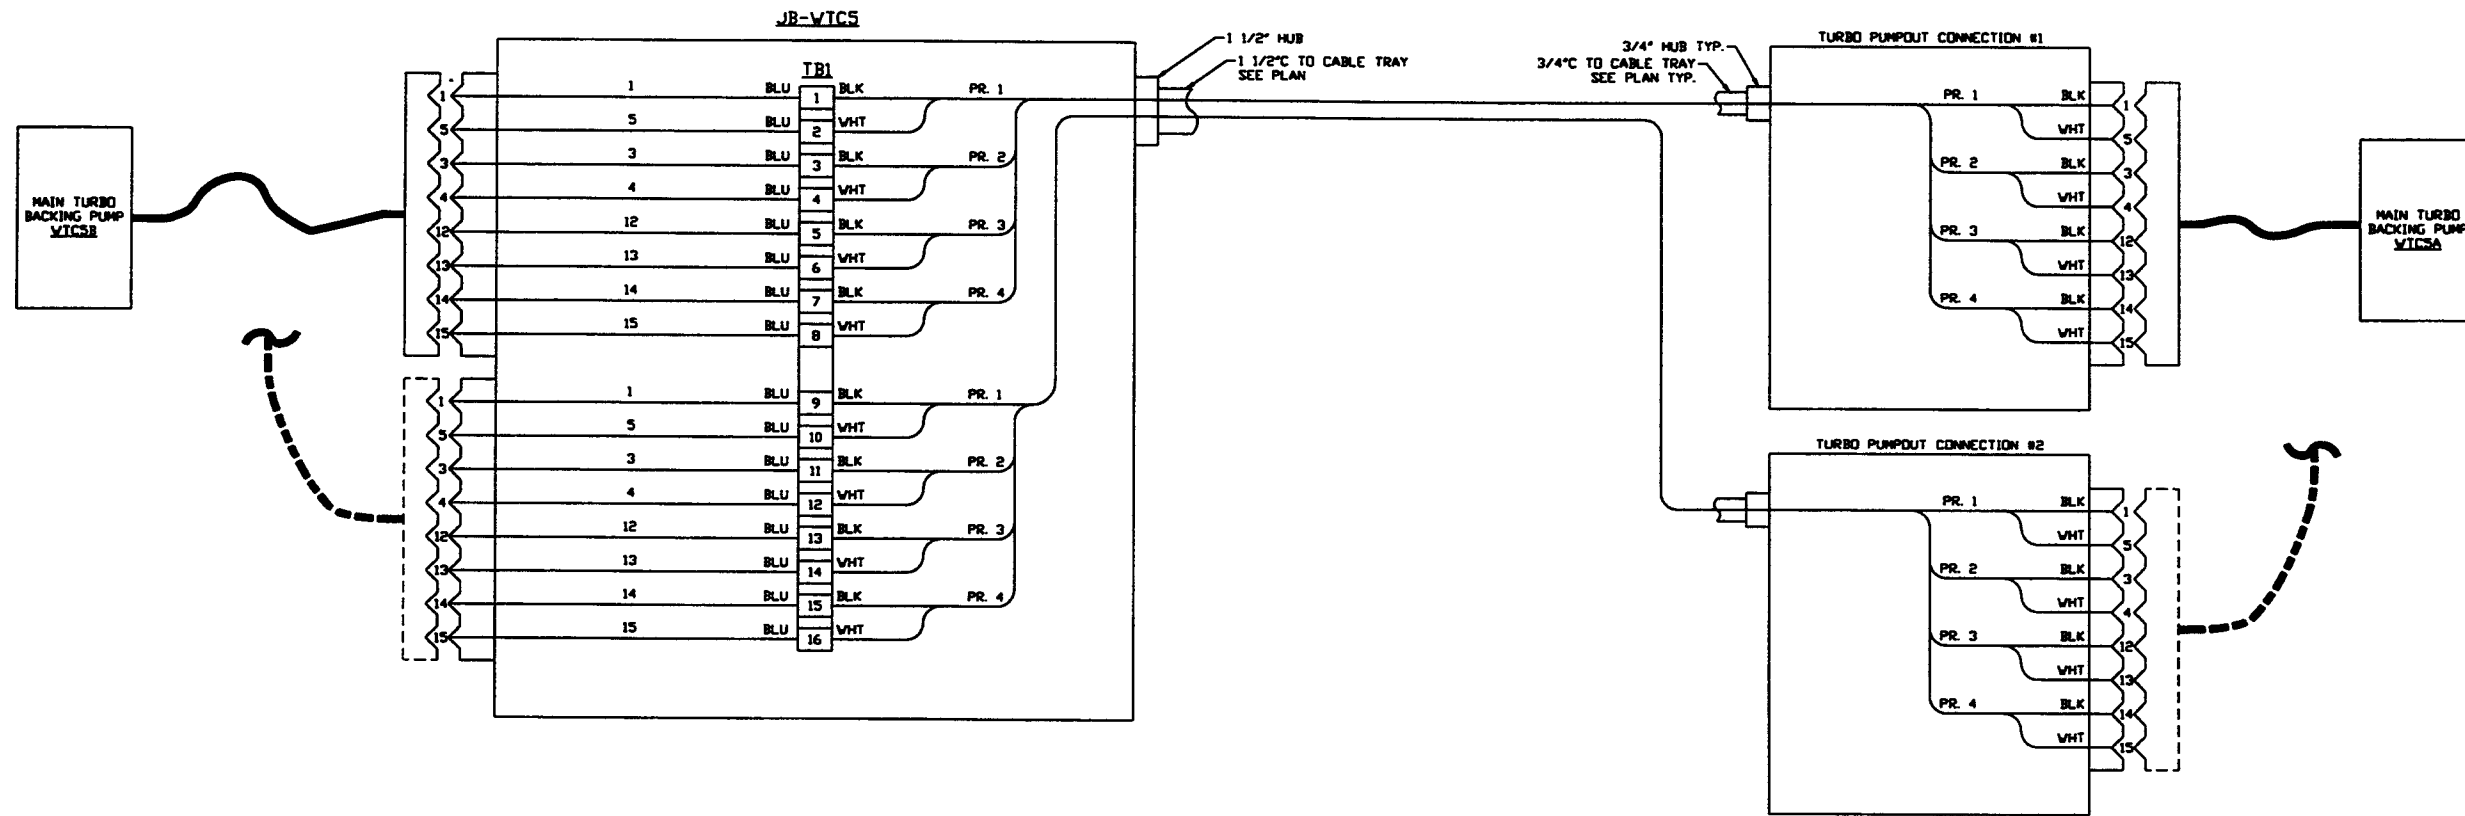 JB-WTC5
TB1
1 1/2" HUB
1 1/2"C TO CABLE TRAY
SEE PLAN
3/4" HUB TYP.
3/4"C TO CABLE TRAY
SEE PLAN TYP.
MAIN TURBO
BACKING PUMP
WTC5B
1 1 BLU 1 BLK PR. 1
5 5 BLU 2 WHT
3 3 BLU 3 BLK PR. 2
4 4 BLU 4 WHT
12 12 BLU 5 BLK PR. 3
13 13 BLU 6 WHT
14 14 BLU 7 BLK PR. 4
15 15 BLU 8 WHT
1 1 BLU 9 BLK PR. 1
5 5 BLU 10 WHT
3 3 BLU 11 BLK PR. 2
4 4 BLU 12 WHT
12 12 BLU 13 BLK PR. 3
13 13 BLU 14 WHT
14 14 BLU 15 BLK PR. 4
15 15 BLU 16 WHT
TURBO PUMPOUT CONNECTION #1
PR. 1 BLK 1
WHT 5
PR. 2 BLK 3
WHT 4
PR. 3 BLK 12
WHT 13
PR. 4 BLK 14
WHT 15
MAIN TURBO
BACKING PUMP
WTC5A
TURBO PUMPOUT CONNECTION #2
PR. 1 BLK 1
WHT 5
PR. 2 BLK 3
WHT 4
PR. 3 BLK 12
WHT 13
PR. 4 BLK 14
WHT 15